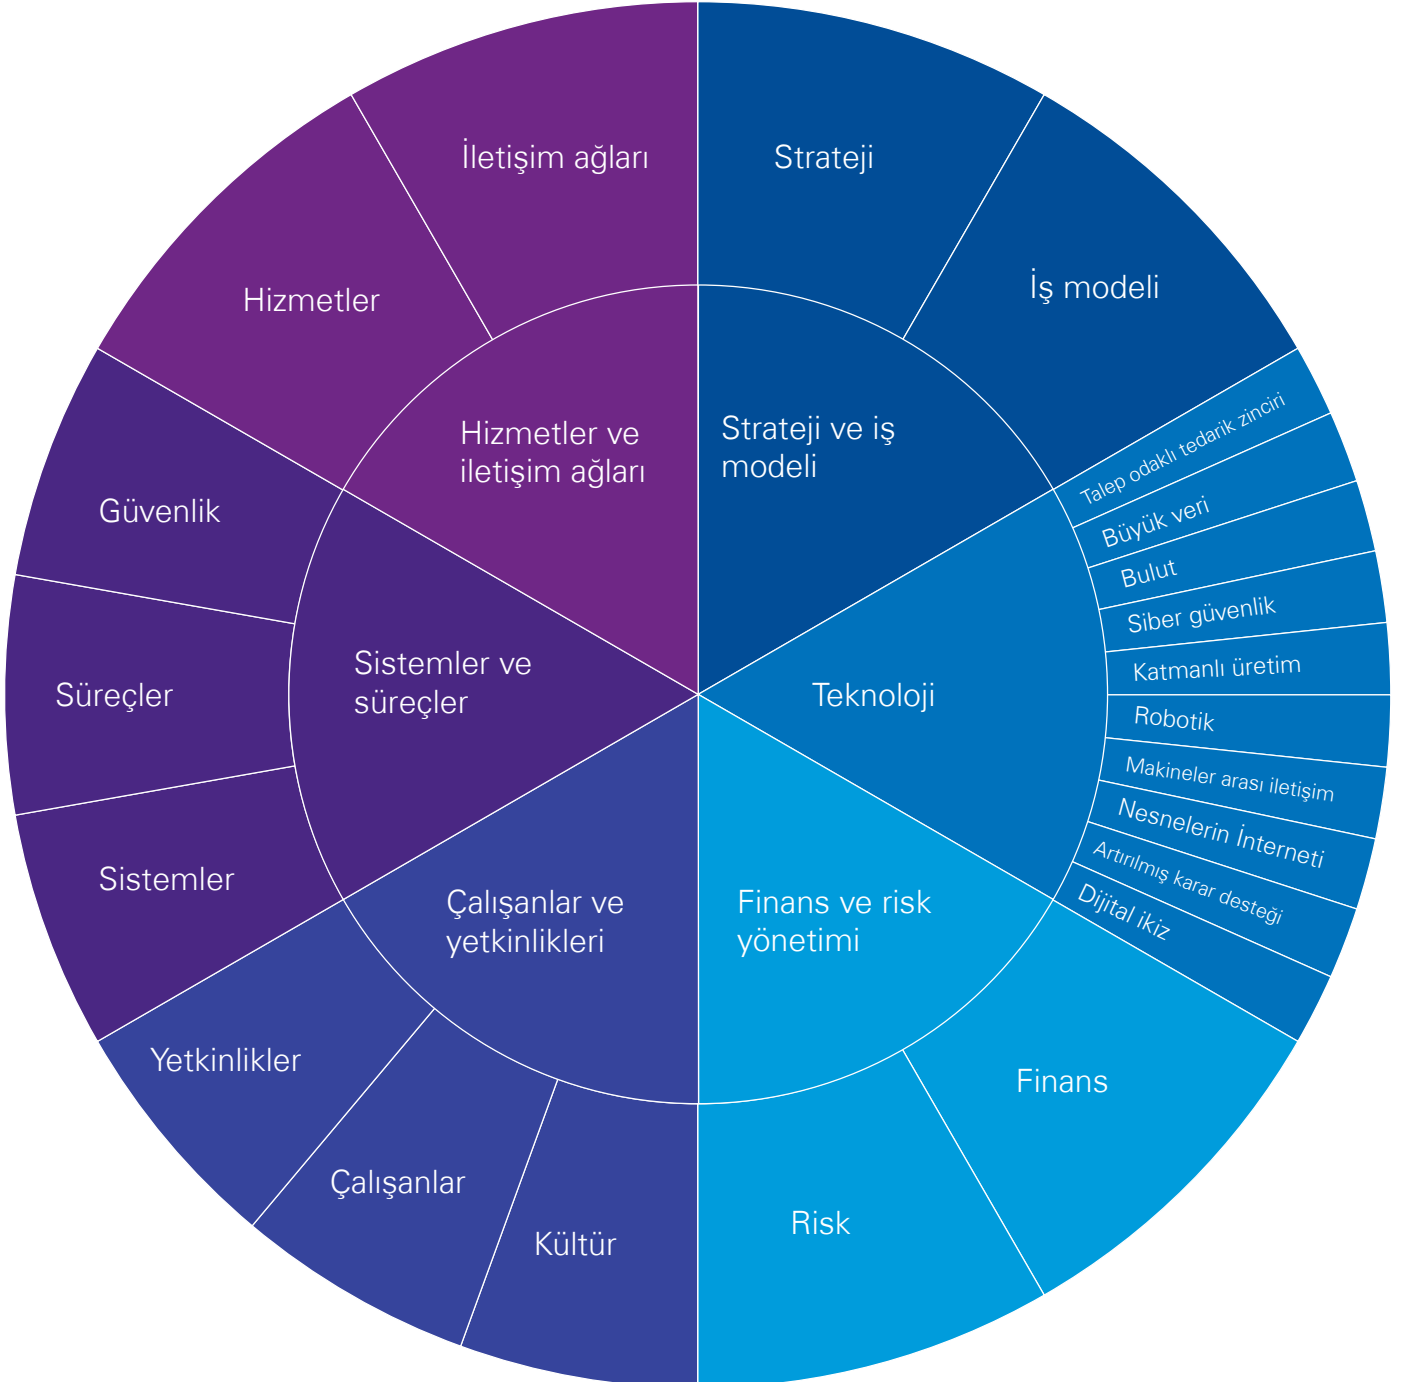 İletişim ağları
Strateji
Hizmetler
İş modeli
Hizmetler ve
iletişim ağları
Strateji ve iş
modeli
Talep odaklı tedarik zinciri
Büyük veri
Bulut
Siber güvenlik
Katmanlı üretim
Robotik
Makineler arası iletişim
Nesnelerin İnterneti
Artırılmış karar desteği
Dijital ikiz
Güvenlik
Süreçler
Sistemler
Sistemler ve
süreçler
Teknoloji
Çalışanlar ve
yetkinlikleri
Finans ve risk
yönetimi
Yetkinlikler
Çalışanlar
Kültür
Risk
Finans